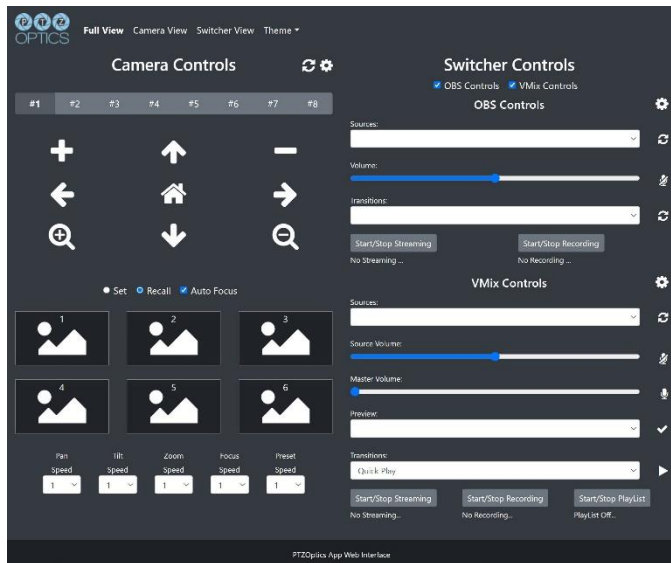 PTZ
OPTICS
Full View Camera View Switcher View Theme
Camera Controls
#1 #2 #3 #4 #5 #6 #7 #8
Set Recall Auto Focus
1 2 3
4 5 6
Pan Tilt Zoom Focus Preset
Speed Speed Speed Speed Speed
1 1 1 1 1
Switcher Controls
OBS Controls VMix Controls
OBS Controls
Sources:
Volume:
Transitions:
Start/Stop Streaming Start/Stop Recording
No Streaming ... No Recording ...
VMix Controls
Sources:
Source Volume:
Master Volume:
Preview:
Transitions:
Quick Play
Start/Stop Streaming Start/Stop Recording Start/Stop PlayList
No Streaming... No Recording... PlayList Off...
PTZOptics App Web Interface